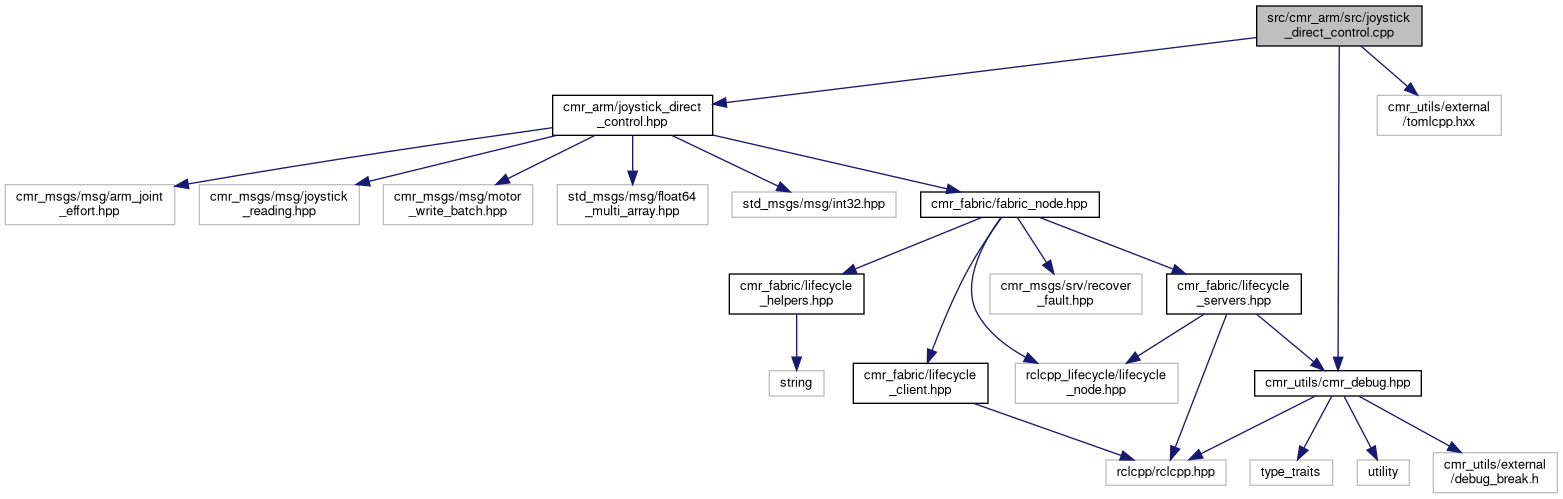 src/cmr_arm/src/joystick
_direct_control.cpp
cmr_arm/joystick_direct
_control.hpp
cmr_utils/external
/tomlcpp.hxx
cmr_msgs/msg/arm_joint
_effort.hpp
cmr_msgs/msg/joystick
_reading.hpp
cmr_msgs/msg/motor
_write_batch.hpp
std_msgs/msg/float64
_multi_array.hpp
std_msgs/msg/int32.hpp
cmr_fabric/fabric_node.hpp
cmr_fabric/lifecycle
_helpers.hpp
cmr_msgs/srv/recover
_fault.hpp
cmr_fabric/lifecycle
_servers.hpp
string
cmr_fabric/lifecycle
_client.hpp
rclcpp_lifecycle/lifecycle
_node.hpp
cmr_utils/cmr_debug.hpp
rclcpp/rclcpp.hpp
type_traits
utility
cmr_utils/external
/debug_break.h